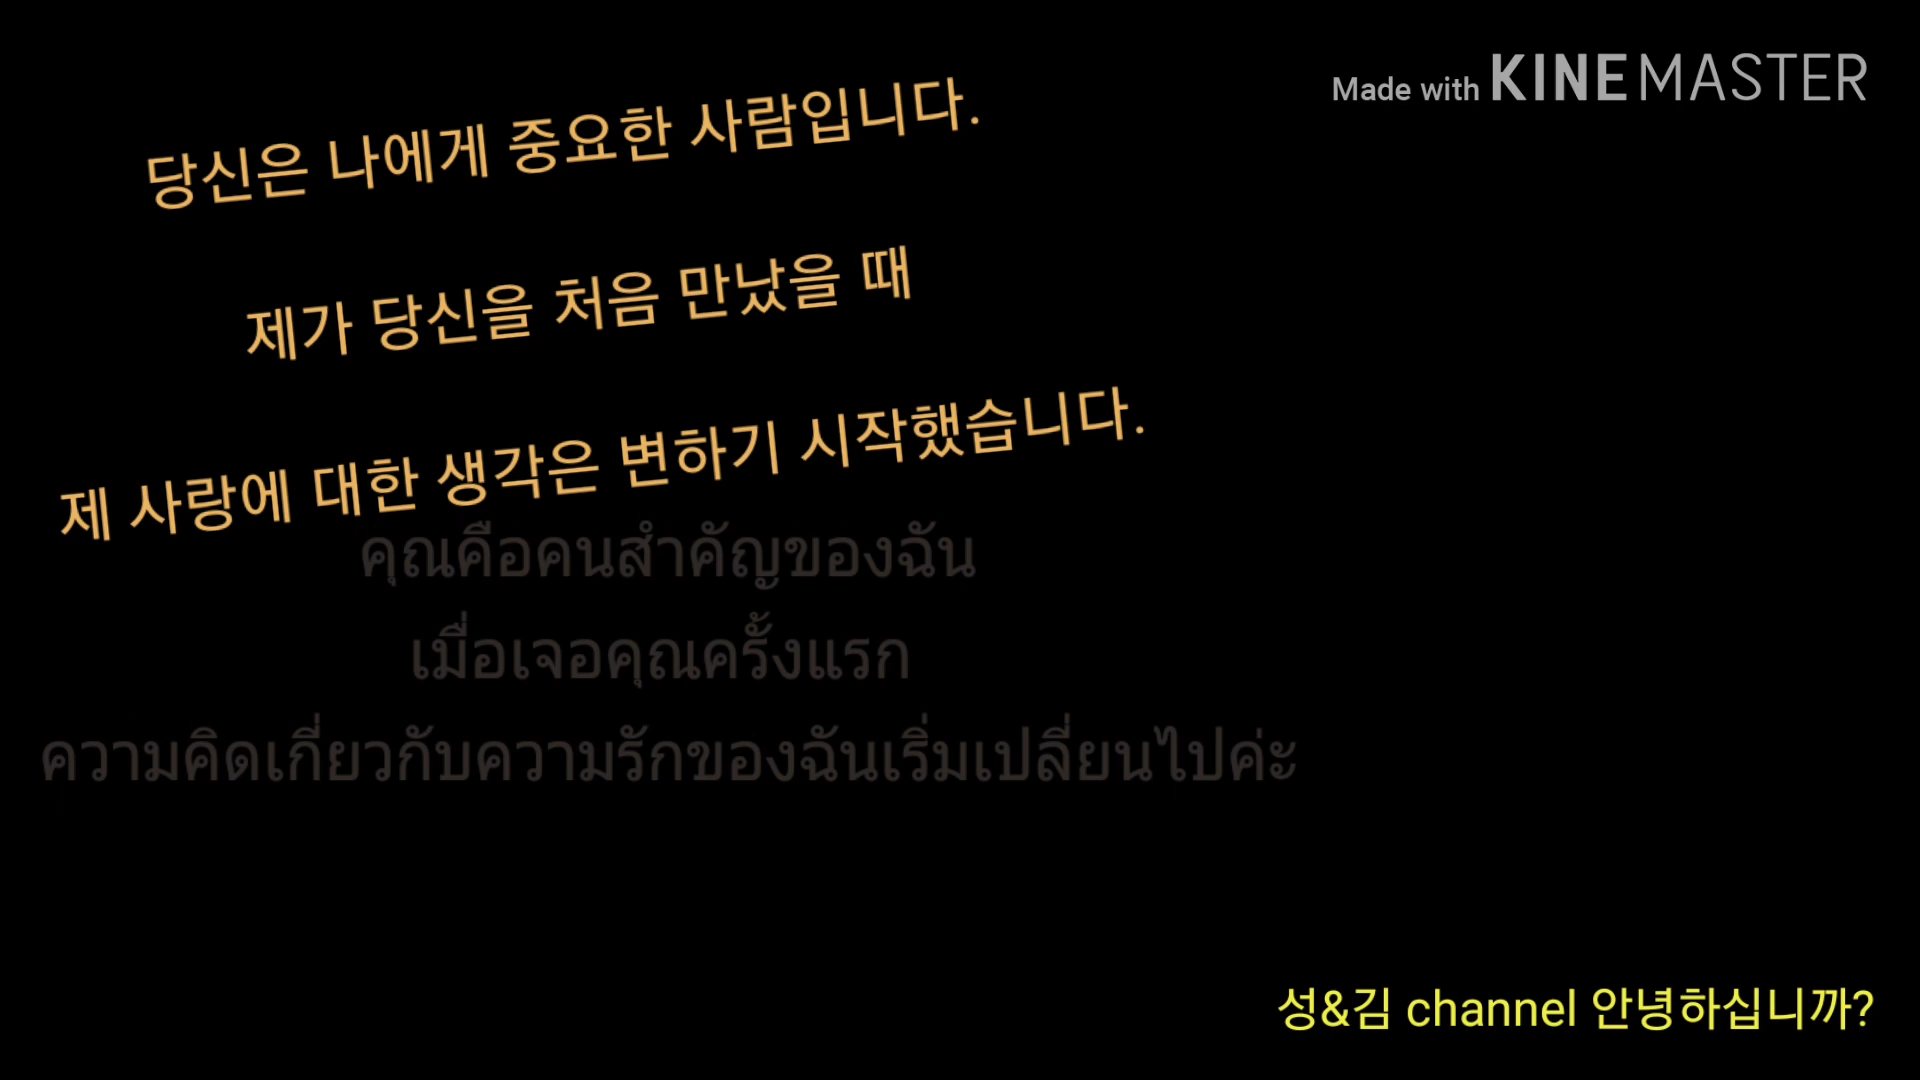 Made with KINEMASTER
당신은 나에게 중요한 사람입니다.
제가 당신을 처음 만났을 때
제 사랑에 대한 생각은 변하기 시작했습니다.
คุณคือคนสำคัญของฉัน
เมื่อเจอคุณครั้งแรก
ความคิดเกี่ยวกับความรักของฉันเริ่มเปลี่ยนไปค่ะ
성&김 channel 안녕하십니까?